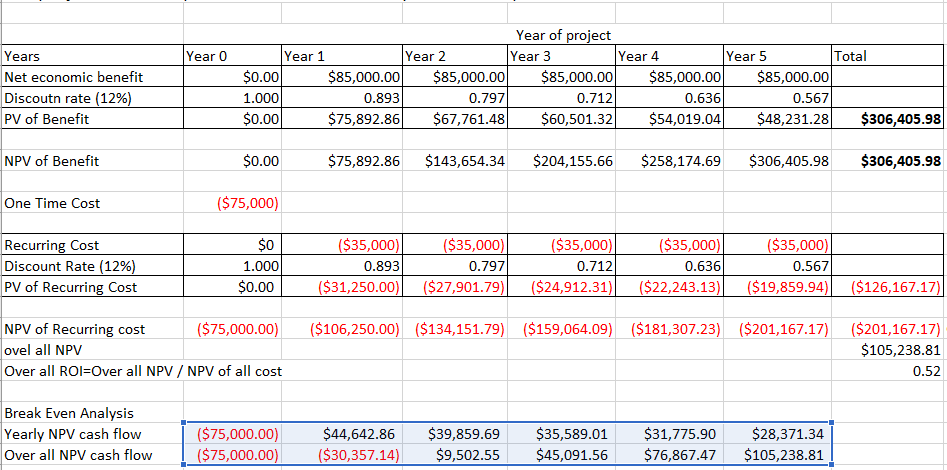 Year of project
Years Year 0 Year 1 Year 2 Year 3 Year 4 Year 5 Total
Net economic benefit $0.00 $85,000.00 $85,000.00 $85,000.00 $85,000.00 $85,000.00
Discoutn rate (12%) 1.000 0.893 0.797 0.712 0.636 0.567
PV of Benefit $0.00 $75,892.86 $67,761.48 $60,501.32 $54,019.04 $48,231.28 $306,405.98
NPV of Benefit $0.00 $75,892.86 $143,654.34 $204,155.66 $258,174.69 $306,405.98 $306,405.98
One Time Cost ($75,000)
Recurring Cost $0 ($35,000) ($35,000) ($35,000) ($35,000) ($35,000)
Discount Rate (12%) 1.000 0.893 0.797 0.712 0.636 0.567
PV of Recurring Cost $0.00 ($31,250.00) ($27,901.79) ($24,912.31) ($22,243.13) ($19,859.94) ($126,167.17)
NPV of Recurring cost ($75,000.00) ($106,250.00) ($134,151.79) ($159,064.09) ($181,307.23) ($201,167.17) ($201,167.17)
ovel all NPV $105,238.81
Over all ROI=Over all NPV / NPV of all cost 0.52
Break Even Analysis
Yearly NPV cash flow ($75,000.00) $44,642.86 $39,859.69 $35,589.01 $31,775.90 $28,371.34
Over all NPV cash flow ($75,000.00) ($30,357.14) $9,502.55 $45,091.56 $76,867.47 $105,238.81